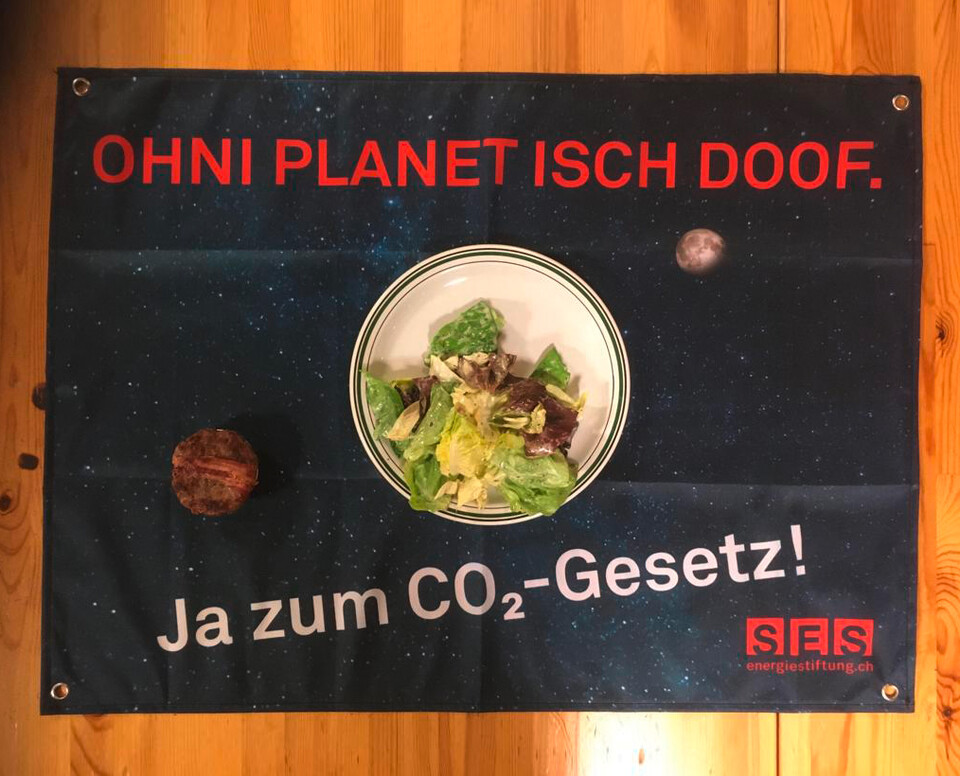 OHNI PLANET ISCH DOOF.
Ja zum CO₂-Gesetz!
SES
energiestiftung.ch